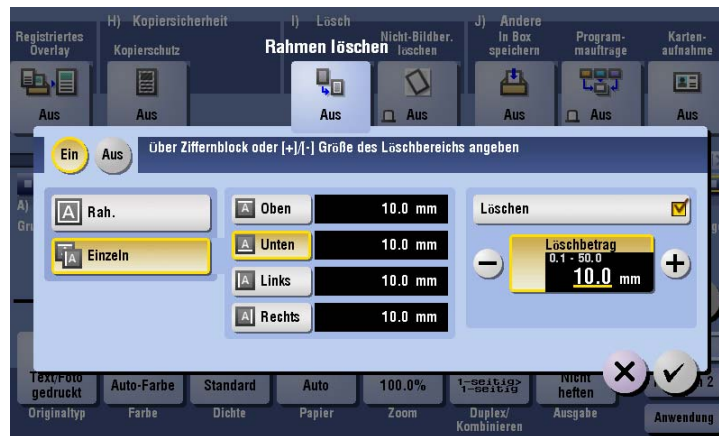 H) Kopiersicherheit
I) Lösch
J) Andere
Registriertes Overlay
Kopierschutz
Rahmen löschen
Nicht-Bildber. löschen
In Box speichern
Program-maufträge
Karten-aufnahme
Aus
Aus
Aus
Aus
Aus
Aus
Aus
Ein
Aus
Über Ziffernblock oder [+]/[-] Größe des Löschbereichs angeben
A)
A Rah.
Einzeln
Oben 10.0 mm
Unten 10.0 mm
Links 10.0 mm
Rechts 10.0 mm
Löschen
Löschbetrag
0.1 - 50.0
10.0 mm
Text/Foto gedruckt
Auto-Farbe
Standard
Auto
100.0%
1-seitig> 1-seitig
Nicht heften
2
Originaltyp
Farbe
Dichte
Papier
Zoom
Duplex/ Kombinieren
Ausgabe
Anwendung